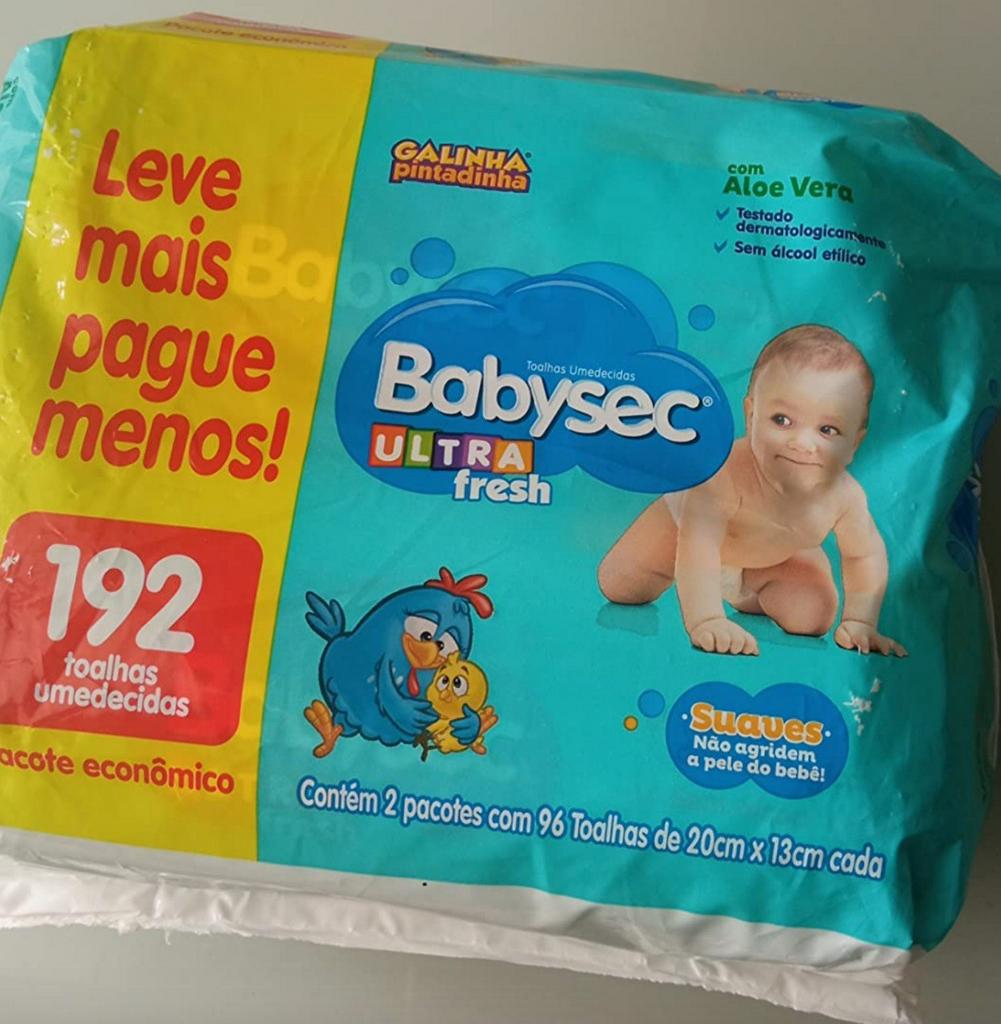 Pacote econômico
Leve
mais
pague
menos!
192
toalhas
umedecidas
acote econômico
GALINHA
pintadinha
com
Aloe Vera
Testado
dermatologicamente
Sem álcool etílico
Toalhas Umedecidas
Babysec®
ULTRA
fresh
Suaves
Não agridem
a pele do bebê!
Contém 2 pacotes com 96 Toalhas de 20cm x 13cm cada